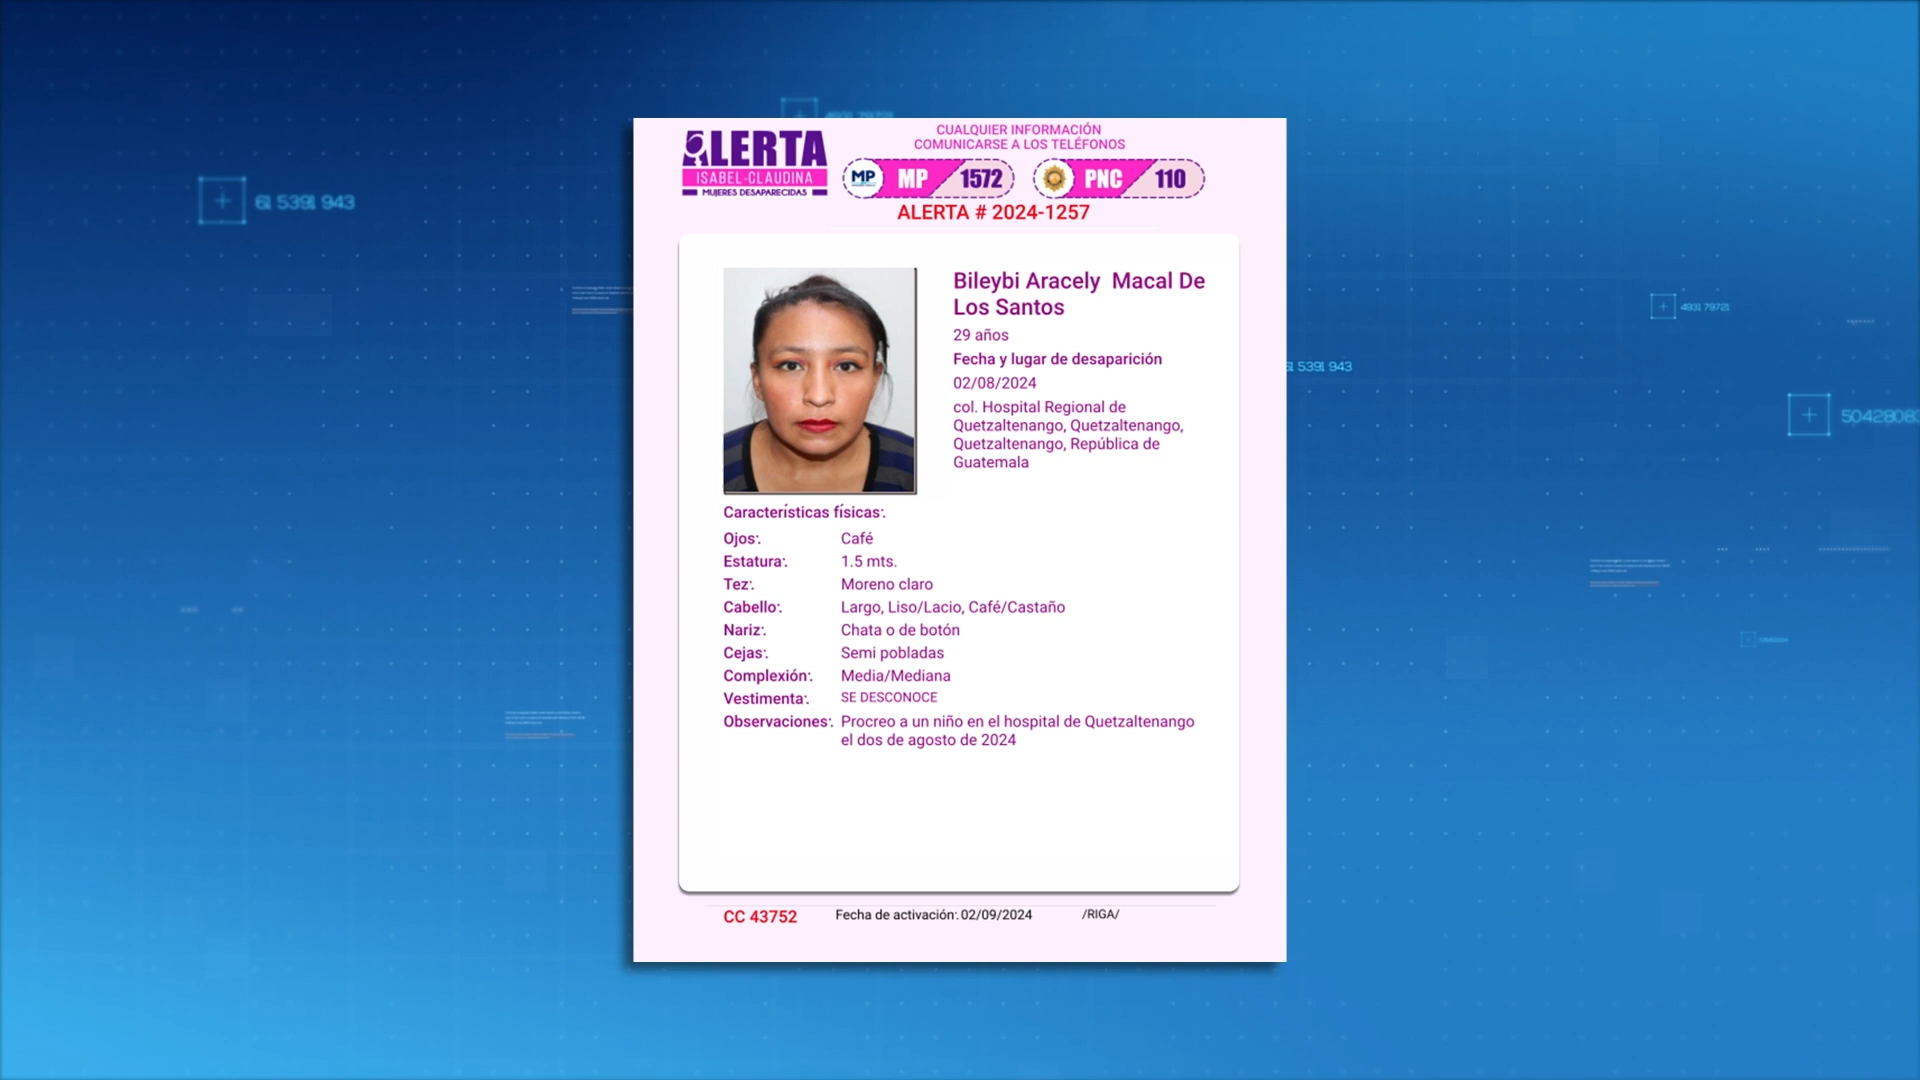 ALERTA
ISABEL-CLAUDINA
MUJERES DESAPARECIDAS
CUALQUIER INFORMACIÓN
COMUNICARSE A LOS TELÉFONOS
MP MP 1572
PNC 110
ALERTA # 2024-1257
Bileybi Aracely Macal De
Los Santos
29 años
Fecha y lugar de desaparición
02/08/2024
col. Hospital Regional de
Quetzaltenango, Quetzaltenango,
Quetzaltenango, República de
Guatemala
Características físicas:.
Ojos:. Café
Estatura:. 1.5 mts.
Tez:. Moreno claro
Cabello:. Largo, Liso/Lacio, Café/Castaño
Nariz:. Chata o de botón
Cejas:. Semi pobladas
Complexión:. Media/Mediana
Vestimenta:. SE DESCONOCE
Observaciones:. Procreo a un niño en el hospital de Quetzaltenango
el dos de agosto de 2024
CC 43752 Fecha de activación:. 02/09/2024 /RIGA/
61 5391 943
4931 79721
61 5391 943
50428083